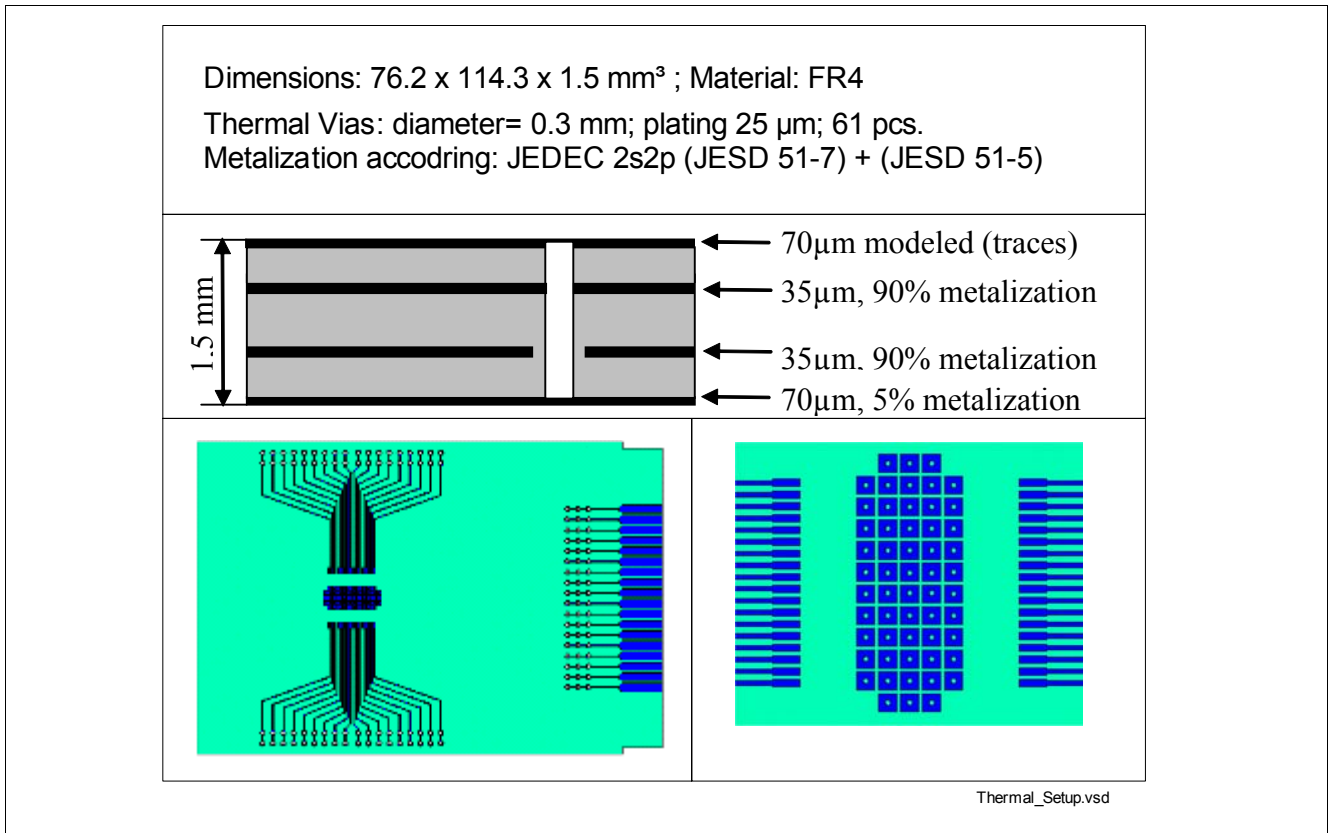 Dimensions: 76.2 x 114.3 x 1.5 mm³ ; Material: FR4
Thermal Vias: diameter= 0.3 mm; plating 25 µm; 61 pcs.
Metalization accodring: JEDEC 2s2p (JESD 51-7) + (JESD 51-5)
1.5 mm
70µm modeled (traces)
35µm, 90% metalization
35µm, 90% metalization
70µm, 5% metalization
Thermal_Setup.vsd